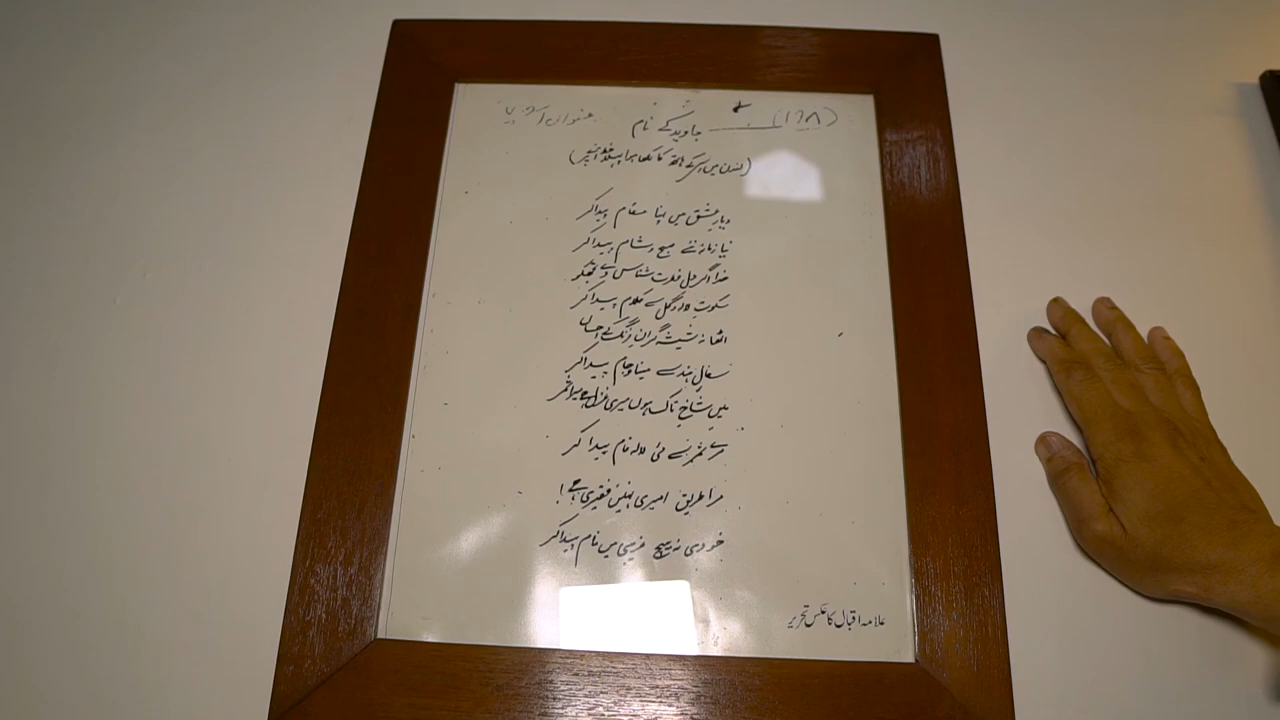 (۱۶۸)
جاوید کے نام
(لندن میں اس کے ہاتھ کا لکھا ہوا پہلا خط آنے پر)
دیارِ عشق میں اپنا مقام پیدا کر
نیا زمانہ نئے صبح و شام پیدا کر
خدا اگر دل فطرت شناس دے تجھکو
سکوتِ لالہ و گل سے کلام پیدا کر
اٹھا نہ شیشہ گرانِ فرنگ کے احساں
سفالِ ہند سے مینا و جام پیدا کر
میں شاخِ تاک ہوں میری غزل ہے میرا ثمر
مرے ثمر سے مئے لالہ فام پیدا کر
مرا طریق امیری نہیں فقیری ہے!
خودی نہ بیچ غریبی میں نام پیدا کر
علامہ اقبال کا عکس تحریر